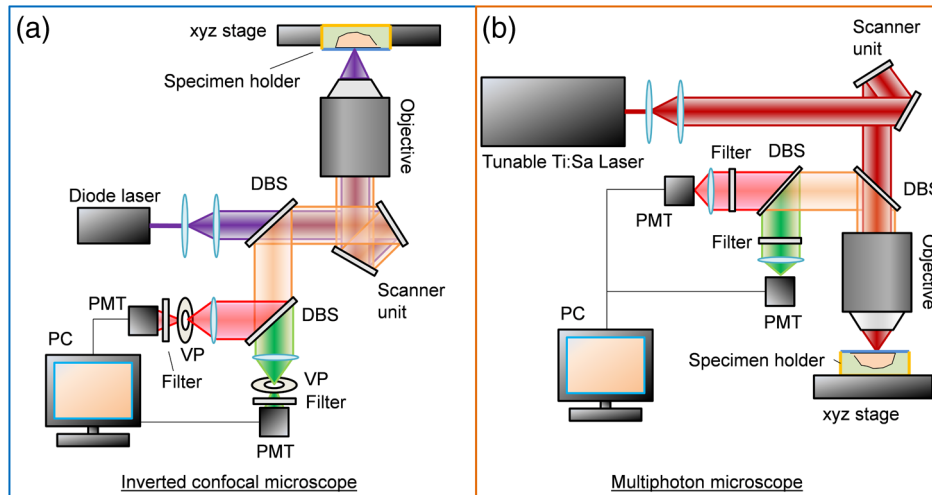 (a)
xyz stage
Specimen holder
Objective
DBS
Diode laser
Scanner
unit
PMT
DBS
PC
VP
Filter
VP
Filter
PMT
Inverted confocal microscope
(b)
Scanner
unit
Tunable Ti:Sa Laser
Filter
DBS
DBS
PMT
Filter
Objective
PMT
PC
Specimen holder
xyz stage
Multiphoton microscope